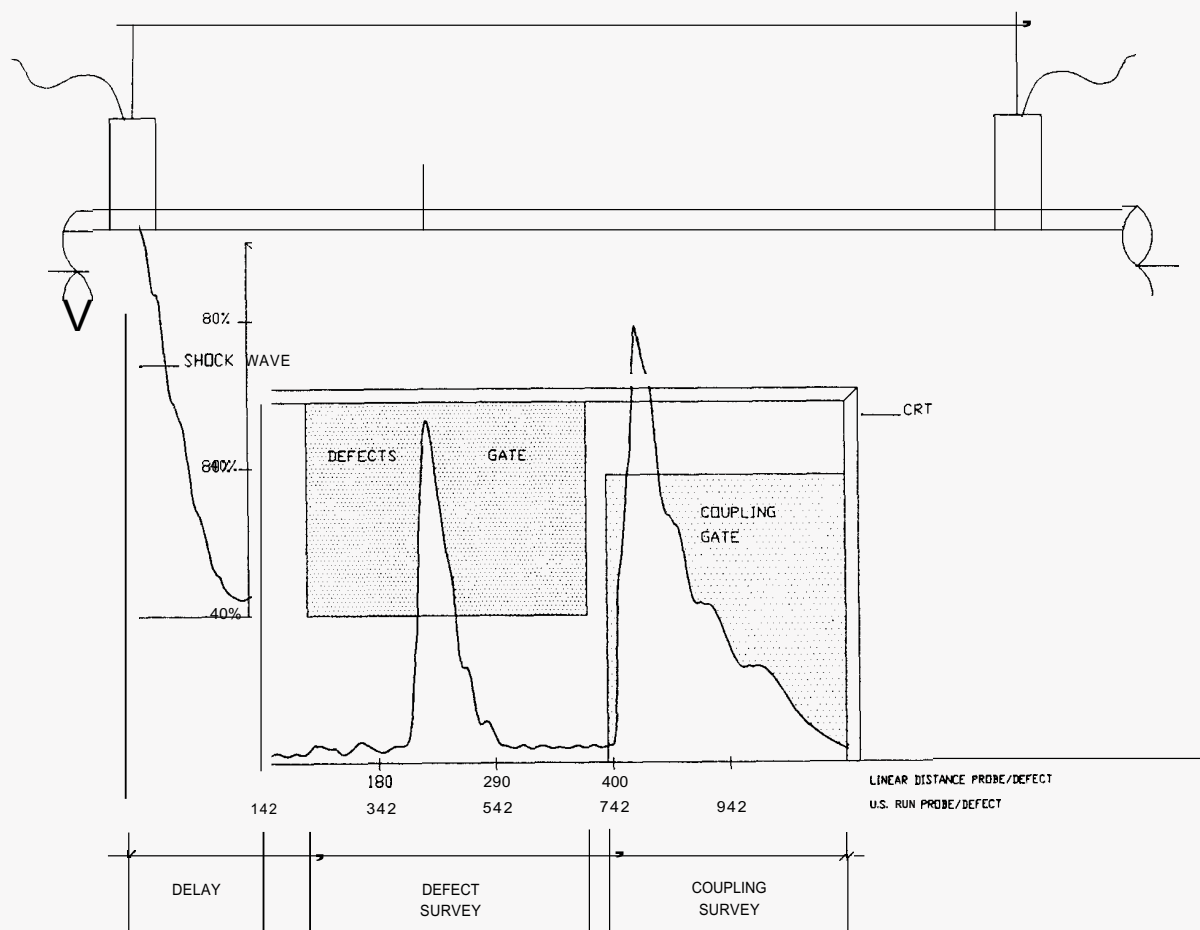 80%
SHOCK WAVE
CRT
DEFECTS GATE
COUPLING
GATE
40%
180 290 400 LINEAR DISTANCE PROBE/DEFECT
142 342 542 742 942 U.S. RUN PROBE/DEFECT
DELAY
DEFECT
SURVEY
COUPLING
SURVEY